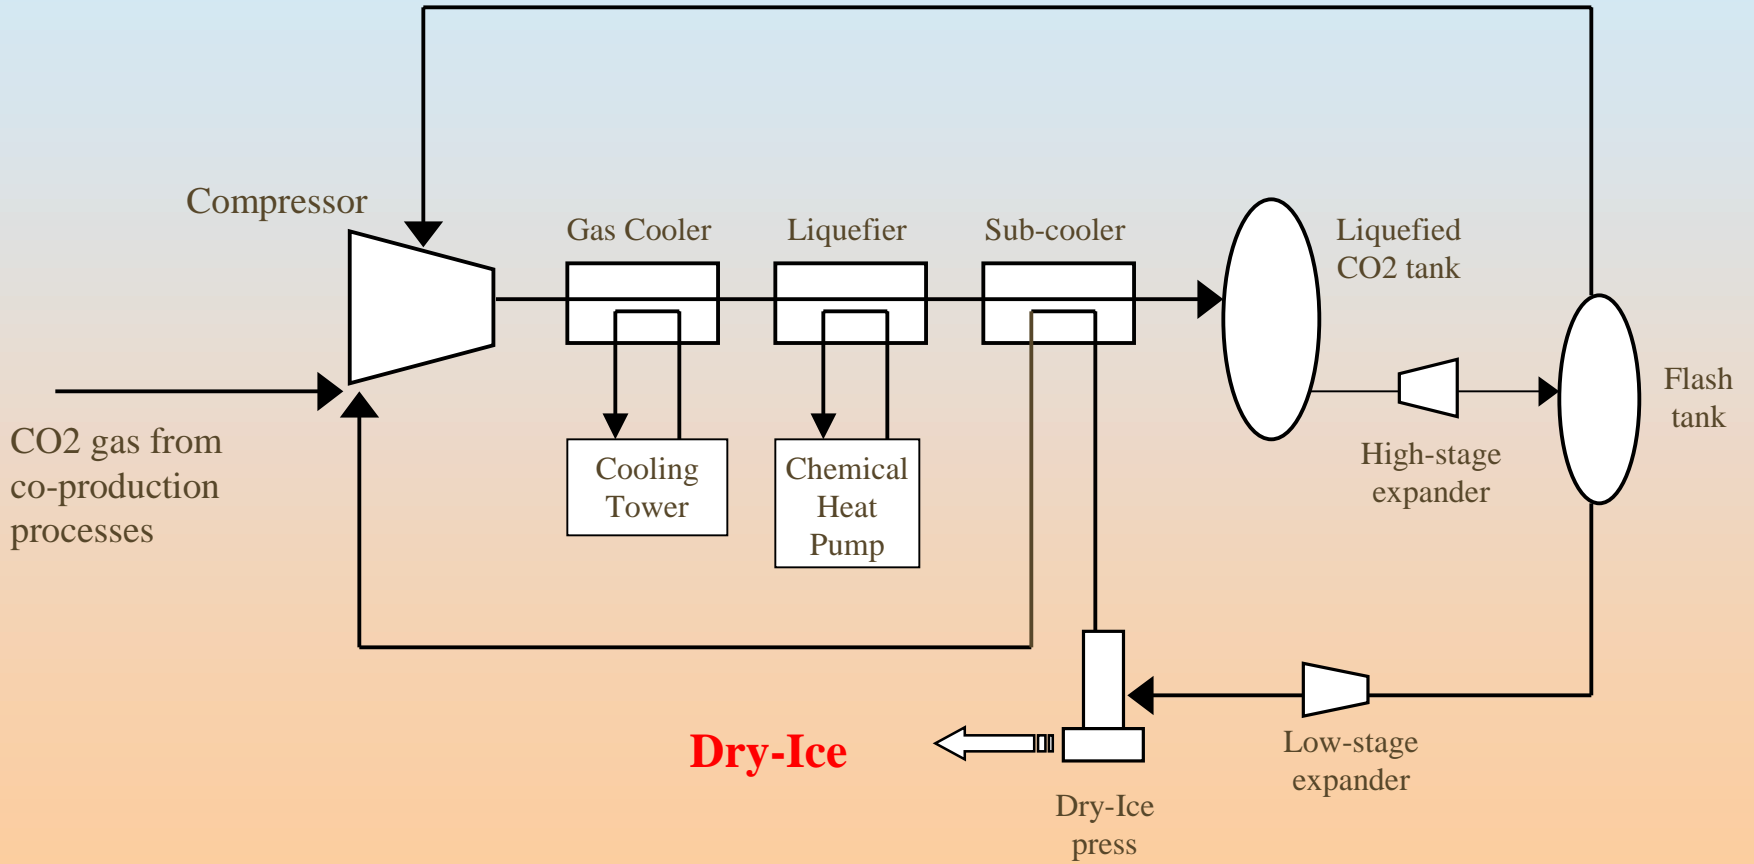 Compressor
Gas Cooler
Liquefier
Sub-cooler
Liquefied
CO2 tank
Flash
tank
CO2 gas from
co-production
processes
Cooling
Tower
Chemical
Heat
Pump
High-stage
expander
Dry-Ice
Low-stage
expander
Dry-Ice
press